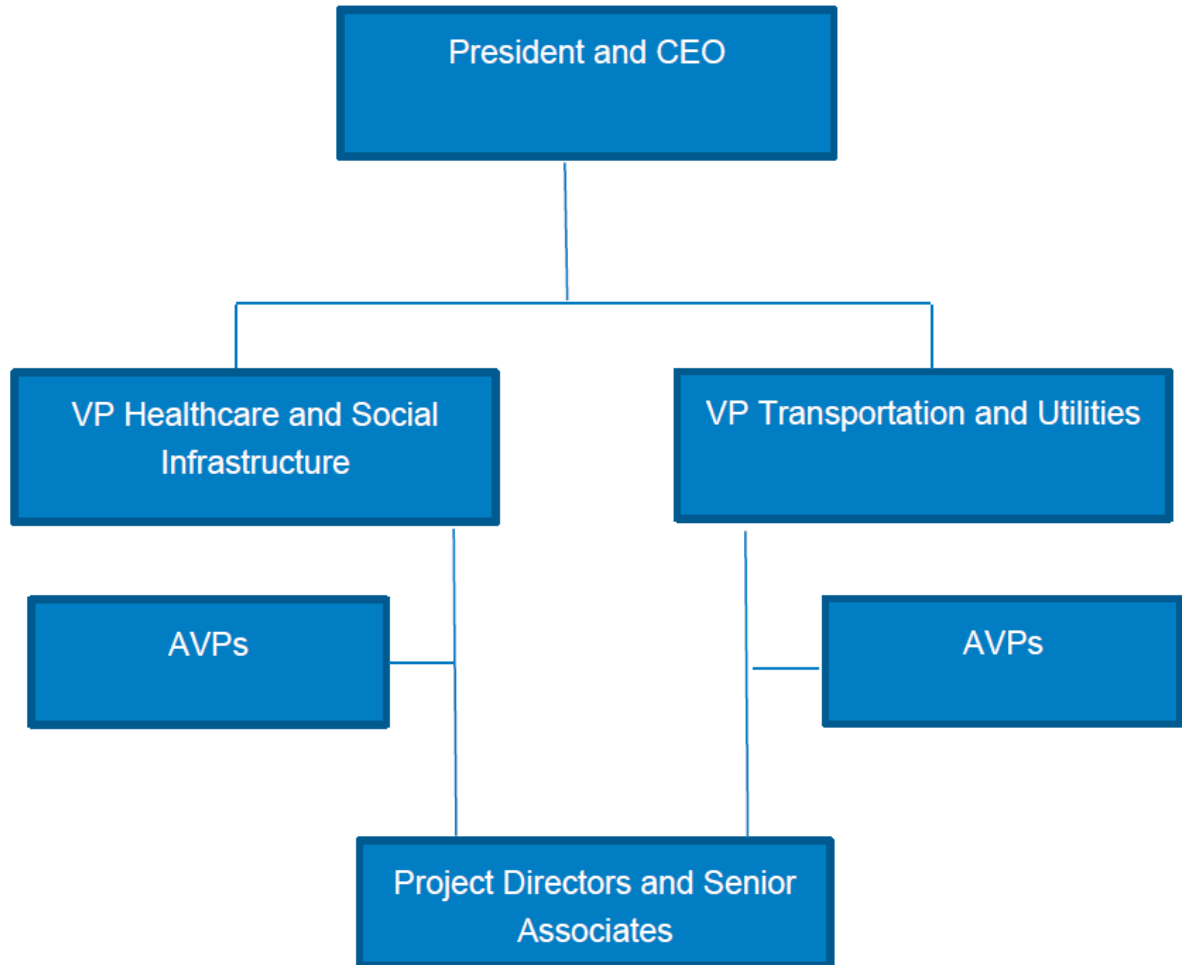 President and CEO
VP Healthcare and Social
Infrastructure
VP Transportation and Utilities
AVPs
AVPs
Project Directors and Senior
Associates